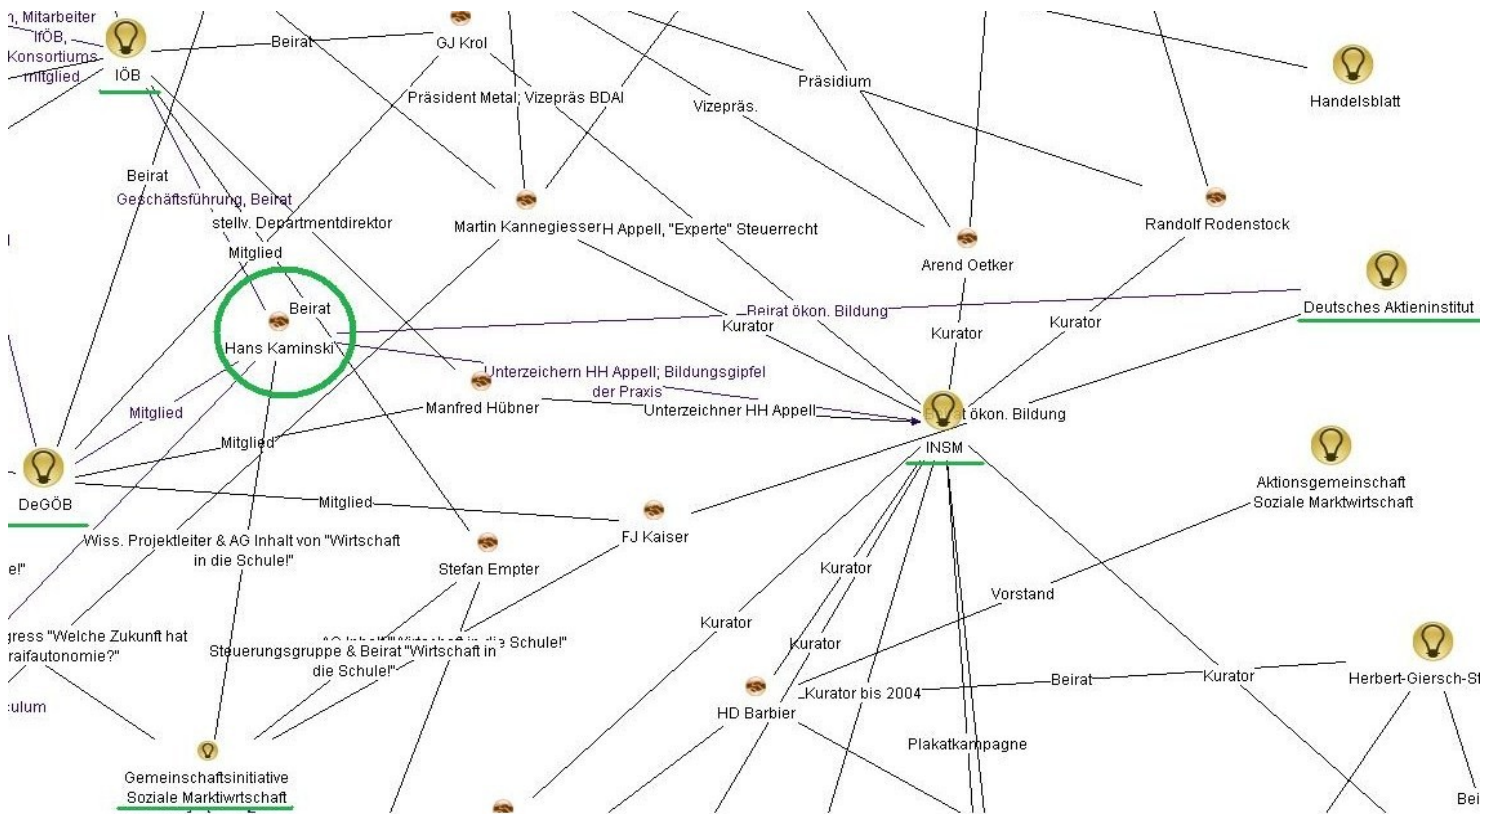 n, Mitarbeiter
IfÖB,
Konsortiums
mitglied
IÖB
Beirat
GJ Krol
Präsidium
Handelsblatt
Präsident Metal; Vizepräs BDAI
Vizepräs.
Beirat
Geschäftsführung, Beirat
stellv. Departmentdirektor
Martin Kannegiesser
H Appell, "Experte" Steuerrecht
Randolf Rodenstock
Mitglied
Arend Oetker
Beirat
Beirat ökon. Bildung
Deutsches Aktieninstitut
Kurator
Kurator
Kurator
Hans Kaminski
Unterzeichern HH Appell; Bildungsgipfel
der Praxis
Mitglied
Manfred Hübner
Unterzeichner HH Appell
t ökon. Bildung
Mitglied
INSM
DeGÖB
Mitglied
Aktionsgemeinschaft
Soziale Marktwirtschaft
FJ Kaiser
Wiss. Projektleiter & AG Inhalt von "Wirtschaft
in die Schule!"
Stefan Empter
e!"
Kurator
Vorstand
Kurator
gress "Welche Zukunft hat
raifautonomie?"
die Schule!"
Steuerungsgruppe & Beirat "Wirtschaft in
die Schule!"
Kurator
Kurator
Beirat
Herbert-Giersch-St
Kurator bis 2004
culum
HD Barbier
Plakatkampagne
Gemeinschaftsinitiative
Soziale Marktiwrtschaft
Bei